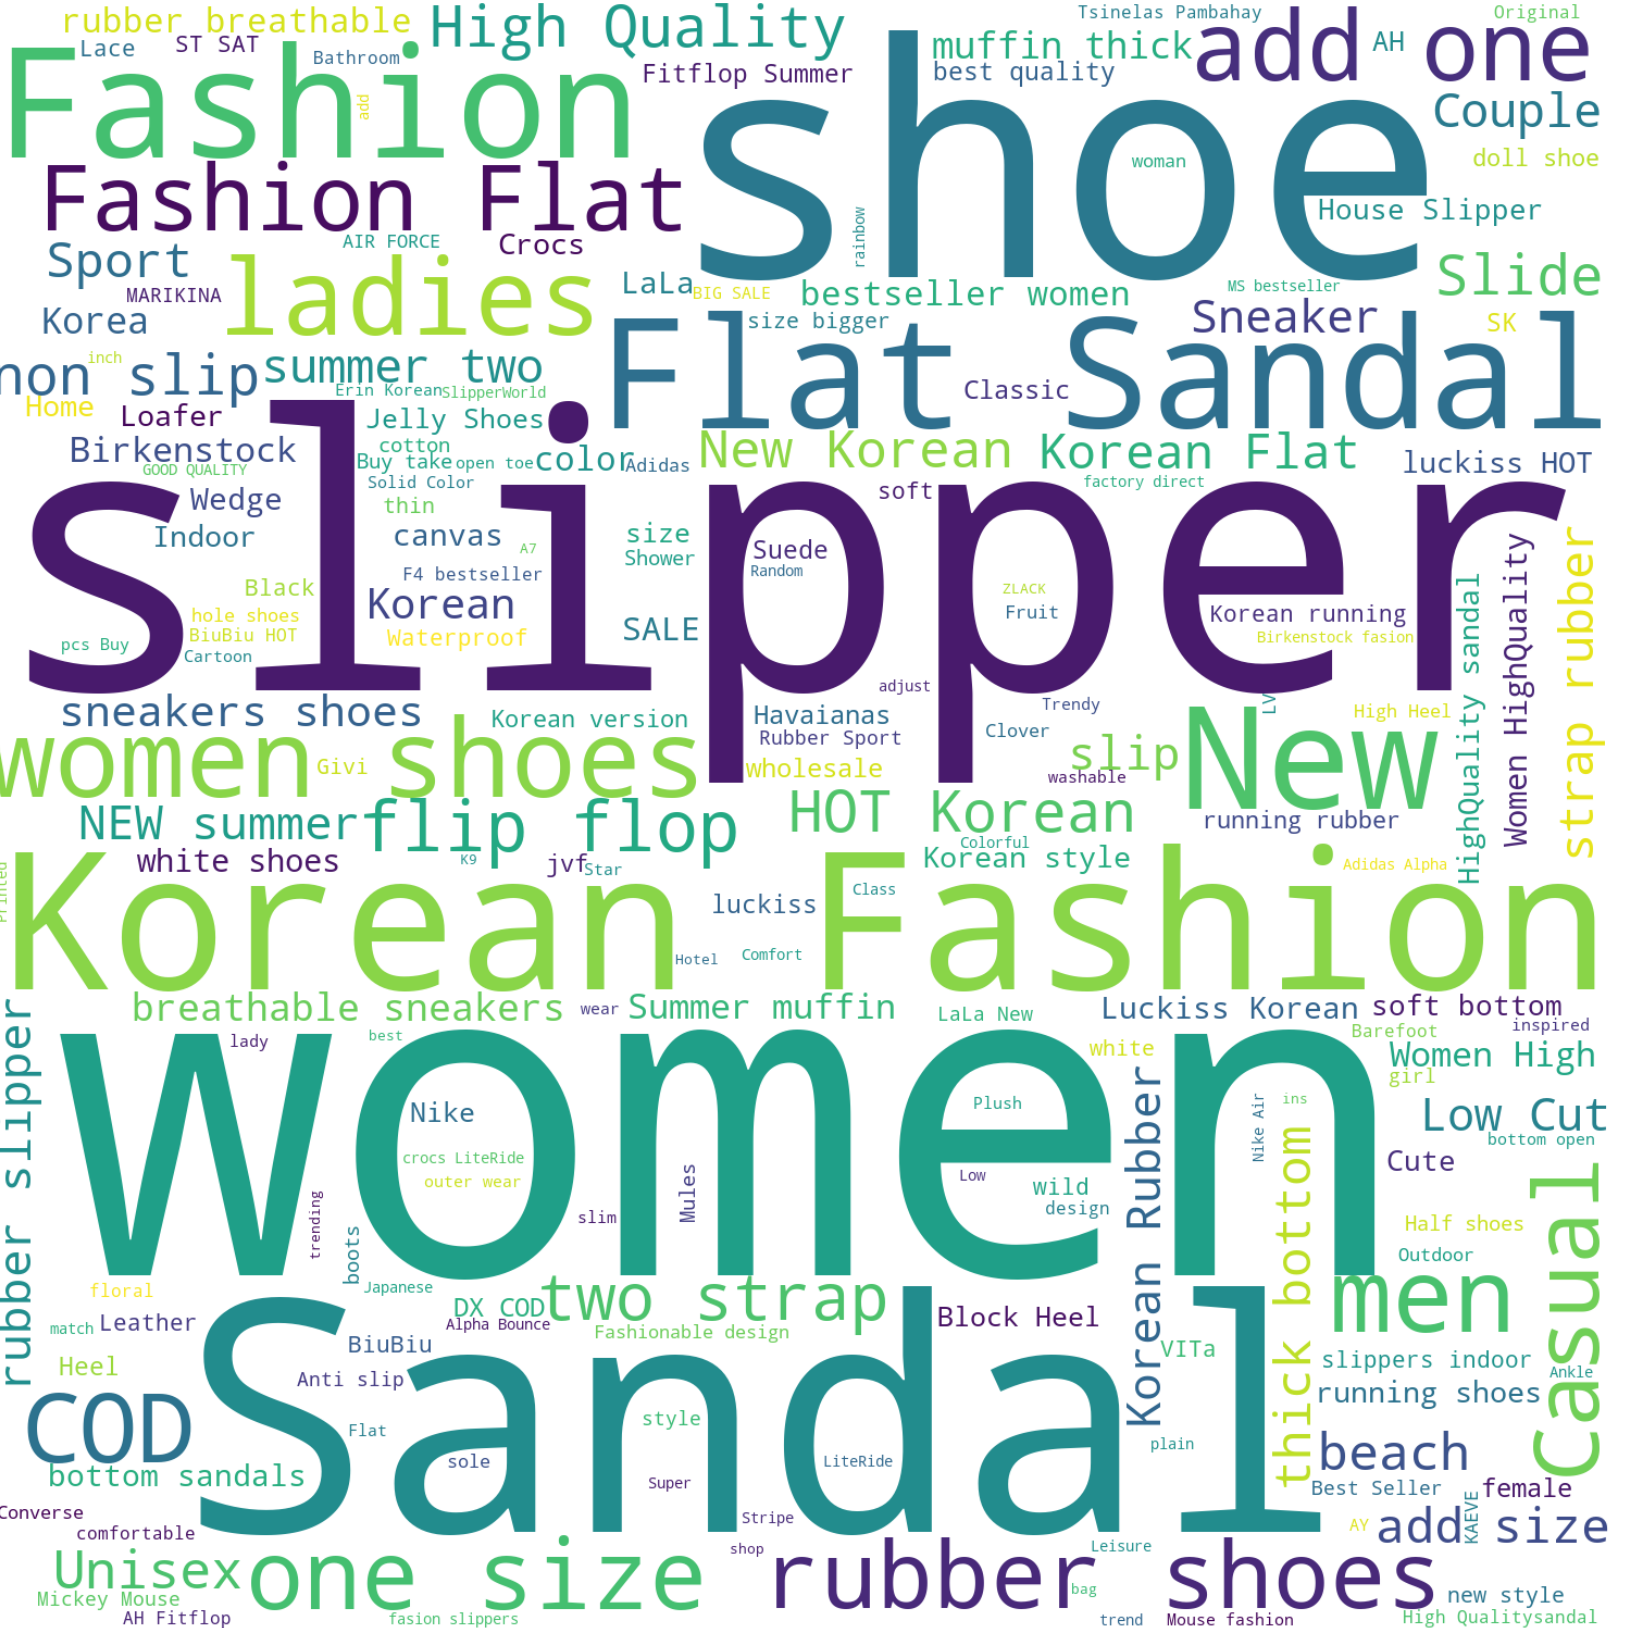 rubber breathable
High Quality
Tsinelas Pambahay
Original
Lace
ST SAT
Bathroom
muffin thick
add one
AH
Fashion
add
Fitflop Summer
best quality
shoe
Couple
woman
doll shoe
Fashion Flat
House Slipper
rainbow
Sport
AIR FORCE
Crocs
ladies
LaLa
BIG SALE
bestseller women
MS bestseller
Slide
MARIKINA
Korea
size bigger
Sneaker
SK
Flat Sandal
non slip
inch
summer two
Erin Korean
SlipperWorld
Classic
Home
Loafer
Jelly Shoes
Birkenstock
cotton
GOOD QUALITY
Buy take
open toe
color
Adidas
New Korean
Korean Flat
luckiss HOT
Solid Color
factory direct
slipper
Wedge
thin
soft
Indoor
canvas
size
Shower
Suede
Random
A7
F4 bestseller
Black
Korean
ZLACK
hole shoes
BiuBiu HOT
Waterproof
SALE
Fruit
Korean running
Birkenstock fasion
pcs Buy
Cartoon
HighQuality sandal
Women HighQuality
strap rubber
adjust
sneakers shoes
Korean version
Havaianas
Rubber Sport
Trendy
Clover
LV
High Heel
New
women shoes
Givi
wholesale
slip
washable
NEW summer
flip flop
HOT Korean
running rubber
white shoes
K9
jvf
Star
Colorful
Korean style
Adidas Alpha
Printed
Korean Fashion
Class
luckiss
Hotel
Comfort
breathable sneakers
wear
Summer muffin
LaLa New
Luckiss Korean
soft bottom
rubber slipper
lady
best
white
Barefoot
inspired
Women High
girl
women
Nike
Plush
Korean Rubber
Nike Air
ins
Low Cut
bottom open
crocs LiteRide
outer wear
Mules
Low
wild
design
thick bottom
Cute
trending
boots
slim
Half shoes
Outdoor
Casual
floral
Japanese
match
Leather
DX COD
two strap
Alpha Bounce
Fashionable design
Block Heel
men
BiuBiu
VITa
Heel
Anti slip
slippers indoor
Ankle
running shoes
COD
Sandal
Flat
style
plain
beach
bottom sandals
sole
Super
LiteRide
Best Seller
female
Converse
comfortable
Stripe
AY
add size
KAEVE
Unisex
one size
shop
rubber shoes
Leisure
Mickey Mouse
bag
new style
AH Fitflop
fasion slippers
trend
Mouse fashion
High Qualitysandal